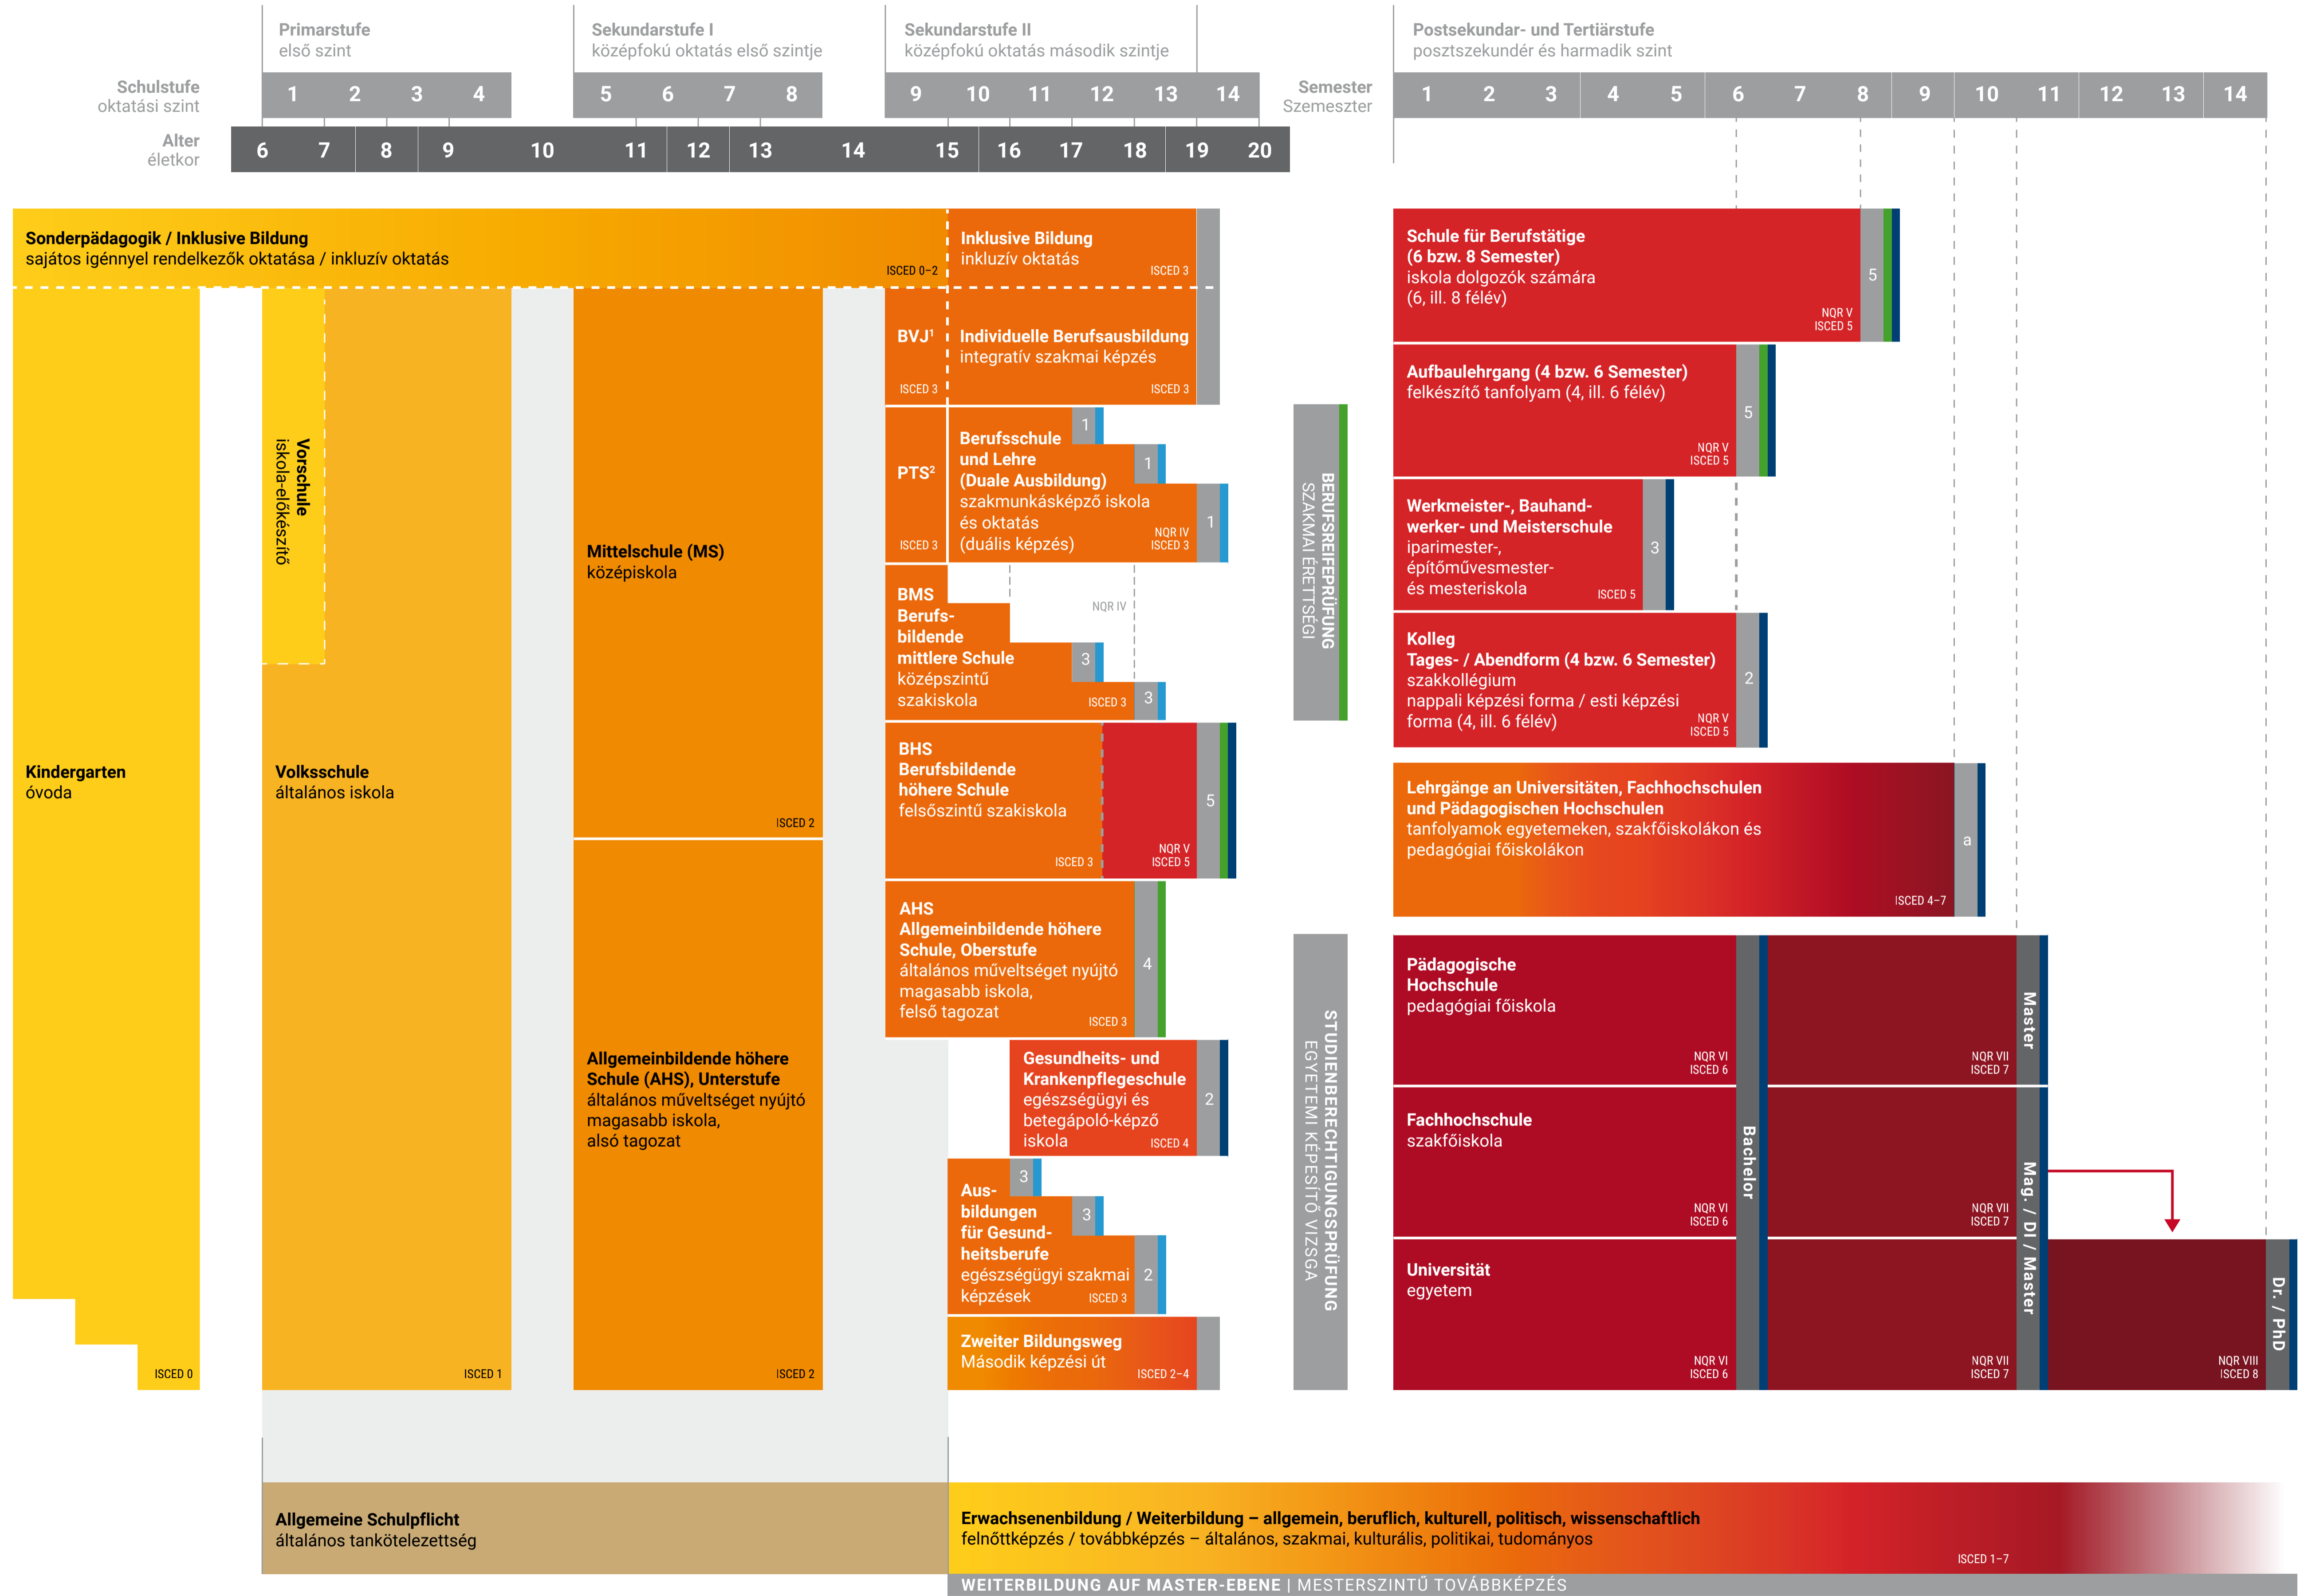 Primarstufe
első szint
Sekundarstufe I
középfokú oktatás első szintje
Sekundarstufe II
középfokú oktatás második szintje
Postsekundar- und Tertiärstufe
posztszekundér és harmadik szint
Schulstufe
oktatási szint
1 2 3 4 5 6 7 8 9 10 11 12 13 14
Semester
Szemeszter
1 2 3 4 5 6 7 8 9 10 11 12 13 14
Alter
életkor
6 7 8 9 10 11 12 13 14 15 16 17 18 19 20
Sonderpädagogik / Inklusive Bildung
sajátos igénnyel rendelkezők oktatása / inkluzív oktatás
ISCED 0–2
Inklusive Bildung
inkluzív oktatás
ISCED 3
Kindergarten
óvoda
ISCED 0
Vorschule
iskola-előkészítő
Volksschule
általános iskola
ISCED 1
Mittelschule (MS)
középiskola
ISCED 2
Allgemeinbildende höhere
Schule (AHS), Unterstufe
általános műveltséget nyújtó
magasabb iskola,
alsó tagozat
ISCED 2
BVJ¹
ISCED 3
Individuelle Berufsausbildung
integratív szakmai képzés
ISCED 3
PTS²
ISCED 3
Berufsschule
und Lehre
(Duale Ausbildung)
szakmunkásképző iskola
és oktatás
(duális képzés)
NQR IV
ISCED 3
1
1
1
BMS
Berufs-
bildende
mittlere Schule
középszintű
szakiskola
ISCED 3
NQR IV
3
3
BHS
Berufsbildende
höhere Schule
felsőszintű szakiskola
ISCED 3
NQR V
ISCED 5
5
AHS
Allgemeinbildende höhere
Schule, Oberstufe
általános műveltséget nyújtó
magasabb iskola,
felső tagozat
ISCED 3
4
Gesundheits- und
Krankenpflegeschule
egészségügyi és
betegápoló-képző
iskola
ISCED 4
2
Aus-
bildungen
für Gesund-
heitsberufe
egészségügyi szakmai
képzések
ISCED 3
3
3
2
Zweiter Bildungsweg
Második képzési út
ISCED 2–4
BERUFSREIFEPRÜFUNG
SZAKMAI ÉRETTSÉGI
STUDIENBERECHTIGUNGSPRÜFUNG
EGYETEMI KÉPESÍTŐ VIZSGA
Schule für Berufstätige
(6 bzw. 8 Semester)
iskola dolgozók számára
(6, ill. 8 félév)
NQR V
ISCED 5
5
Aufbaulehrgang (4 bzw. 6 Semester)
felkészítő tanfolyam (4, ill. 6 félév)
NQR V
ISCED 5
5
Werkmeister-, Bauhand-
werker- und Meisterschule
iparimester-,
építőművesmester-
és mesteriskola
ISCED 5
3
Kolleg
Tages- / Abendform (4 bzw. 6 Semester)
szakkollégium
nappali képzési forma / esti képzési
forma (4, ill. 6 félév)
NQR V
ISCED 5
2
Lehrgänge an Universitäten, Fachhochschulen
und Pädagogischen Hochschulen
tanfolyamok egyetemeken, szakfőiskolákon és
pedagógiai főiskolákon
ISCED 4–7
a
Pädagogische
Hochschule
pedagógiai főiskola
NQR VI
ISCED 6
NQR VII
ISCED 7
Master
Fachhochschule
szakfőiskola
NQR VI
ISCED 6
NQR VII
ISCED 7
Bachelor
Mag. / DI / Master
Universität
egyetem
NQR VI
ISCED 6
NQR VII
ISCED 7
NQR VIII
ISCED 8
Dr. / PhD
Allgemeine Schulpflicht
általános tankötelezettség
Erwachsenenbildung / Weiterbildung – allgemein, beruflich, kulturell, politisch, wissenschaftlich
felnőttképzés / továbbképzés – általános, szakmai, kulturális, politikai, tudományos
ISCED 1–7
WEITERBILDUNG AUF MASTER-EBENE | MESTERSZINTŰ TOVÁBBKÉPZÉS